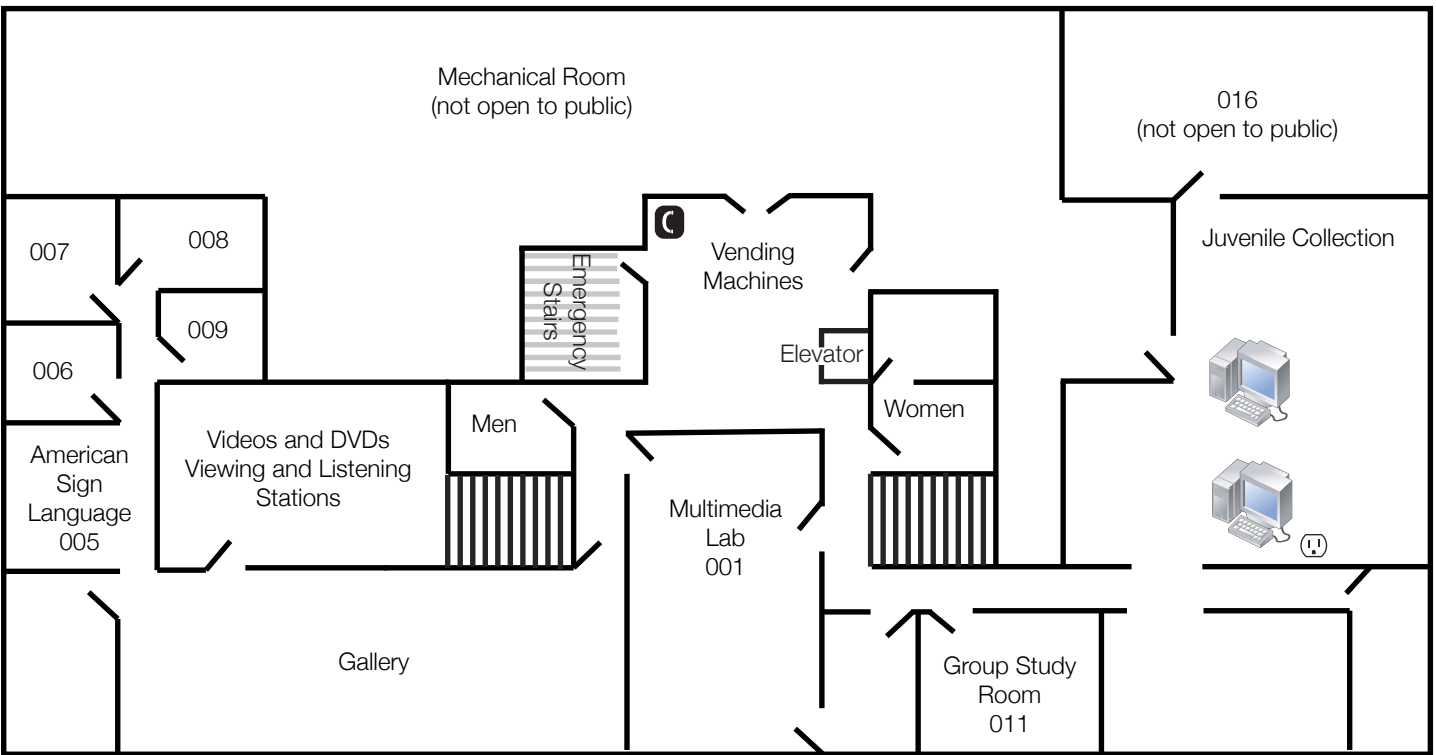 Mechanical Room
(not open to public)
016
(not open to public)
007
008
Vending
Machines
Juvenile Collection
Emergency
Stairs
009
006
Elevator
Men
Women
American
Sign
Language
005
Videos and DVDs
Viewing and Listening
Stations
Multimedia
Lab
001
Gallery
Group Study
Room
011